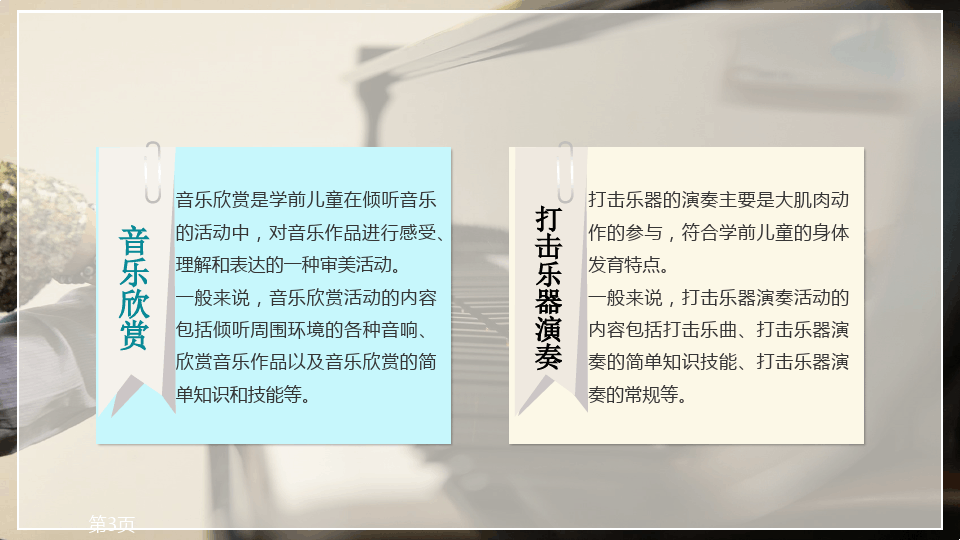 音乐欣赏
音乐欣赏是学前儿童在倾听音乐
的活动中，对音乐作品进行感受、
理解和表达的一种审美活动。
一般来说，音乐欣赏活动的内容
包括倾听周围环境的各种音响、
欣赏音乐作品以及音乐欣赏的简
单知识和技能等。
打击乐器演奏
打击乐器的演奏主要是大肌肉动
作的参与，符合学前儿童的身体
发育特点。
一般来说，打击乐器演奏活动的
内容包括打击乐曲、打击乐器演
奏的简单知识技能、打击乐器演
奏的常规等。
第3页